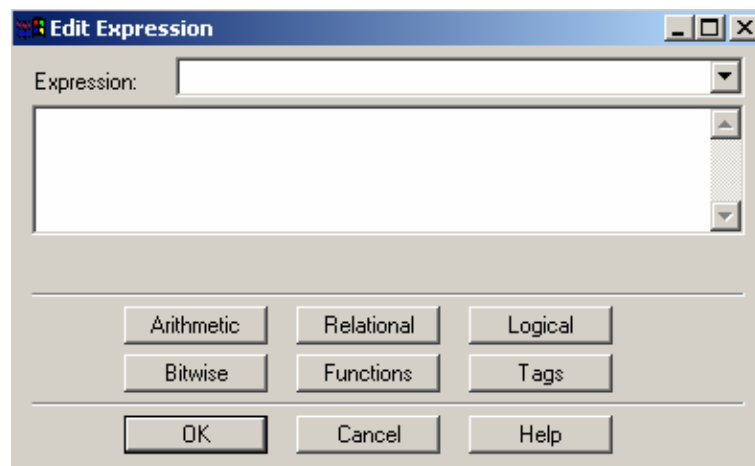 Edit Expression
Expression:
Arithmetic Relational Logical
Bitwise Functions Tags
OK Cancel Help